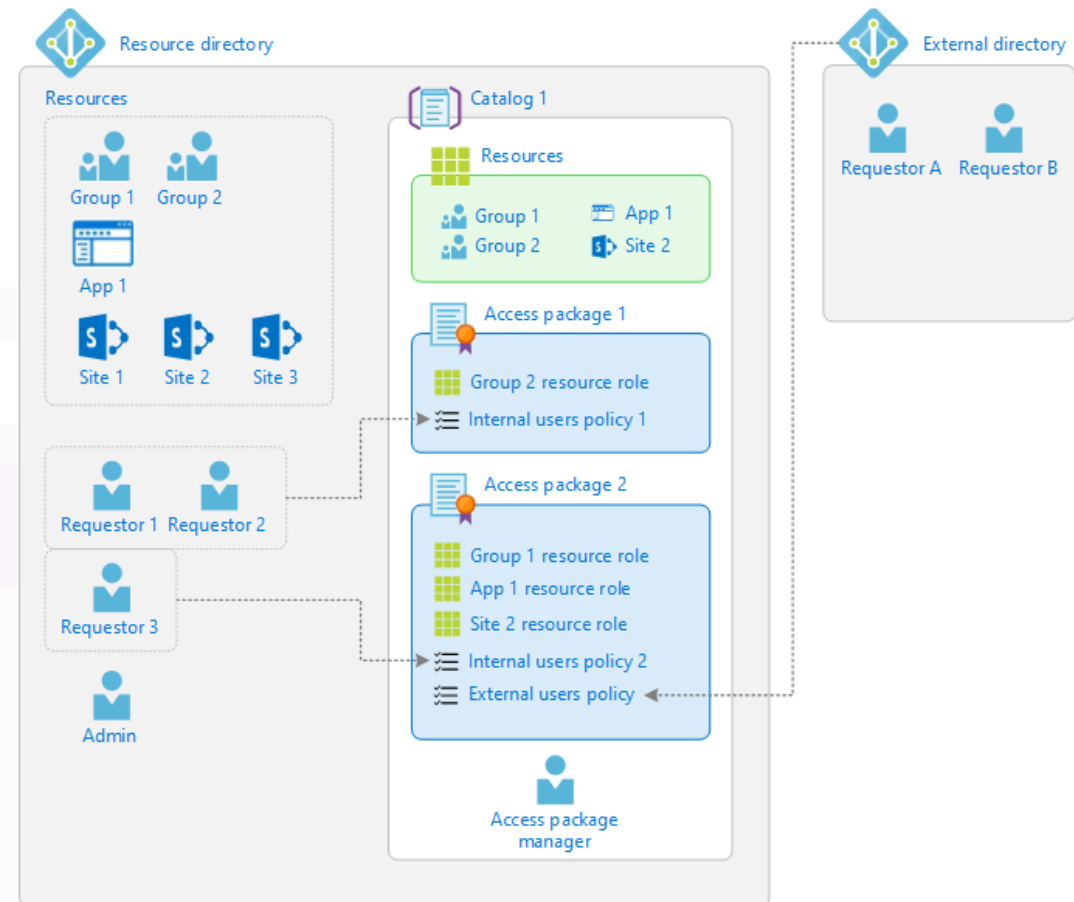 Resource directory
External directory
Resources
Group 1
Group 2
App 1
Site 1
Site 2
Site 3
Requestor 1
Requestor 2
Requestor 3
Admin
Catalog 1
Resources
Group 1
App 1
Group 2
Site 2
Access package 1
Group 2 resource role
Internal users policy 1
Access package 2
Group 1 resource role
App 1 resource role
Site 2 resource role
Internal users policy 2
External users policy
Access package
manager
Requestor A
Requestor B